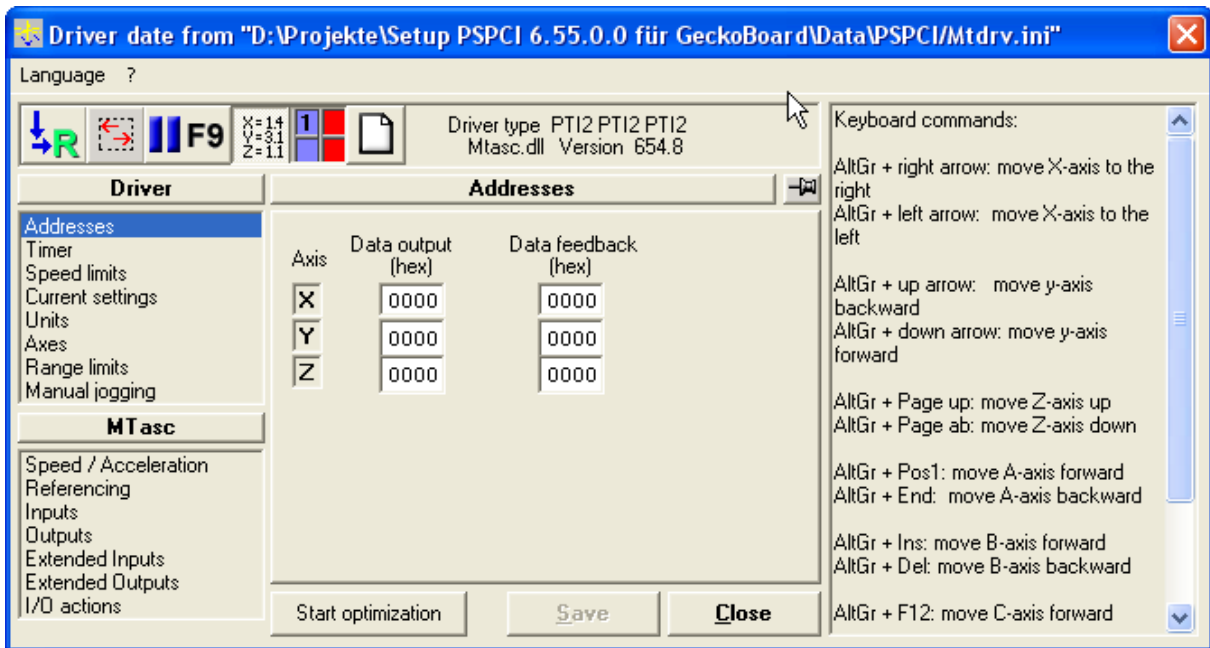 Driver date from "D:\Projekte\Setup PSPCI 6.55.0.0 für GeckoBoard\Data\PSPCI/Mtdrv.ini"
Language ?
R
F9
X=1.4
Y=3.1
Z=1.1
1
Driver type PTI2 PTI2 PTI2
Mtasc.dll Version 654.8
Driver
Addresses
Timer
Speed limits
Current settings
Units
Axes
Range limits
Manual jogging
MTasc
Speed / Acceleration
Referencing
Inputs
Outputs
Extended Inputs
Extended Outputs
I/O actions
Addresses
Axis
Data output
(hex)
Data feedback
(hex)
X 0000 0000
Y 0000 0000
Z 0000 0000
Start optimization Save Close
Keyboard commands:
AltGr + right arrow: move X-axis to the
right
AltGr + left arrow: move X-axis to the
left
AltGr + up arrow: move y-axis
backward
AltGr + down arrow: move y-axis
forward
AltGr + Page up: move Z-axis up
AltGr + Page ab: move Z-axis down
AltGr + Pos1: move A-axis forward
AltGr + End: move A-axis backward
AltGr + Ins: move B-axis forward
AltGr + Del: move B-axis backward
AltGr + F12: move C-axis forward